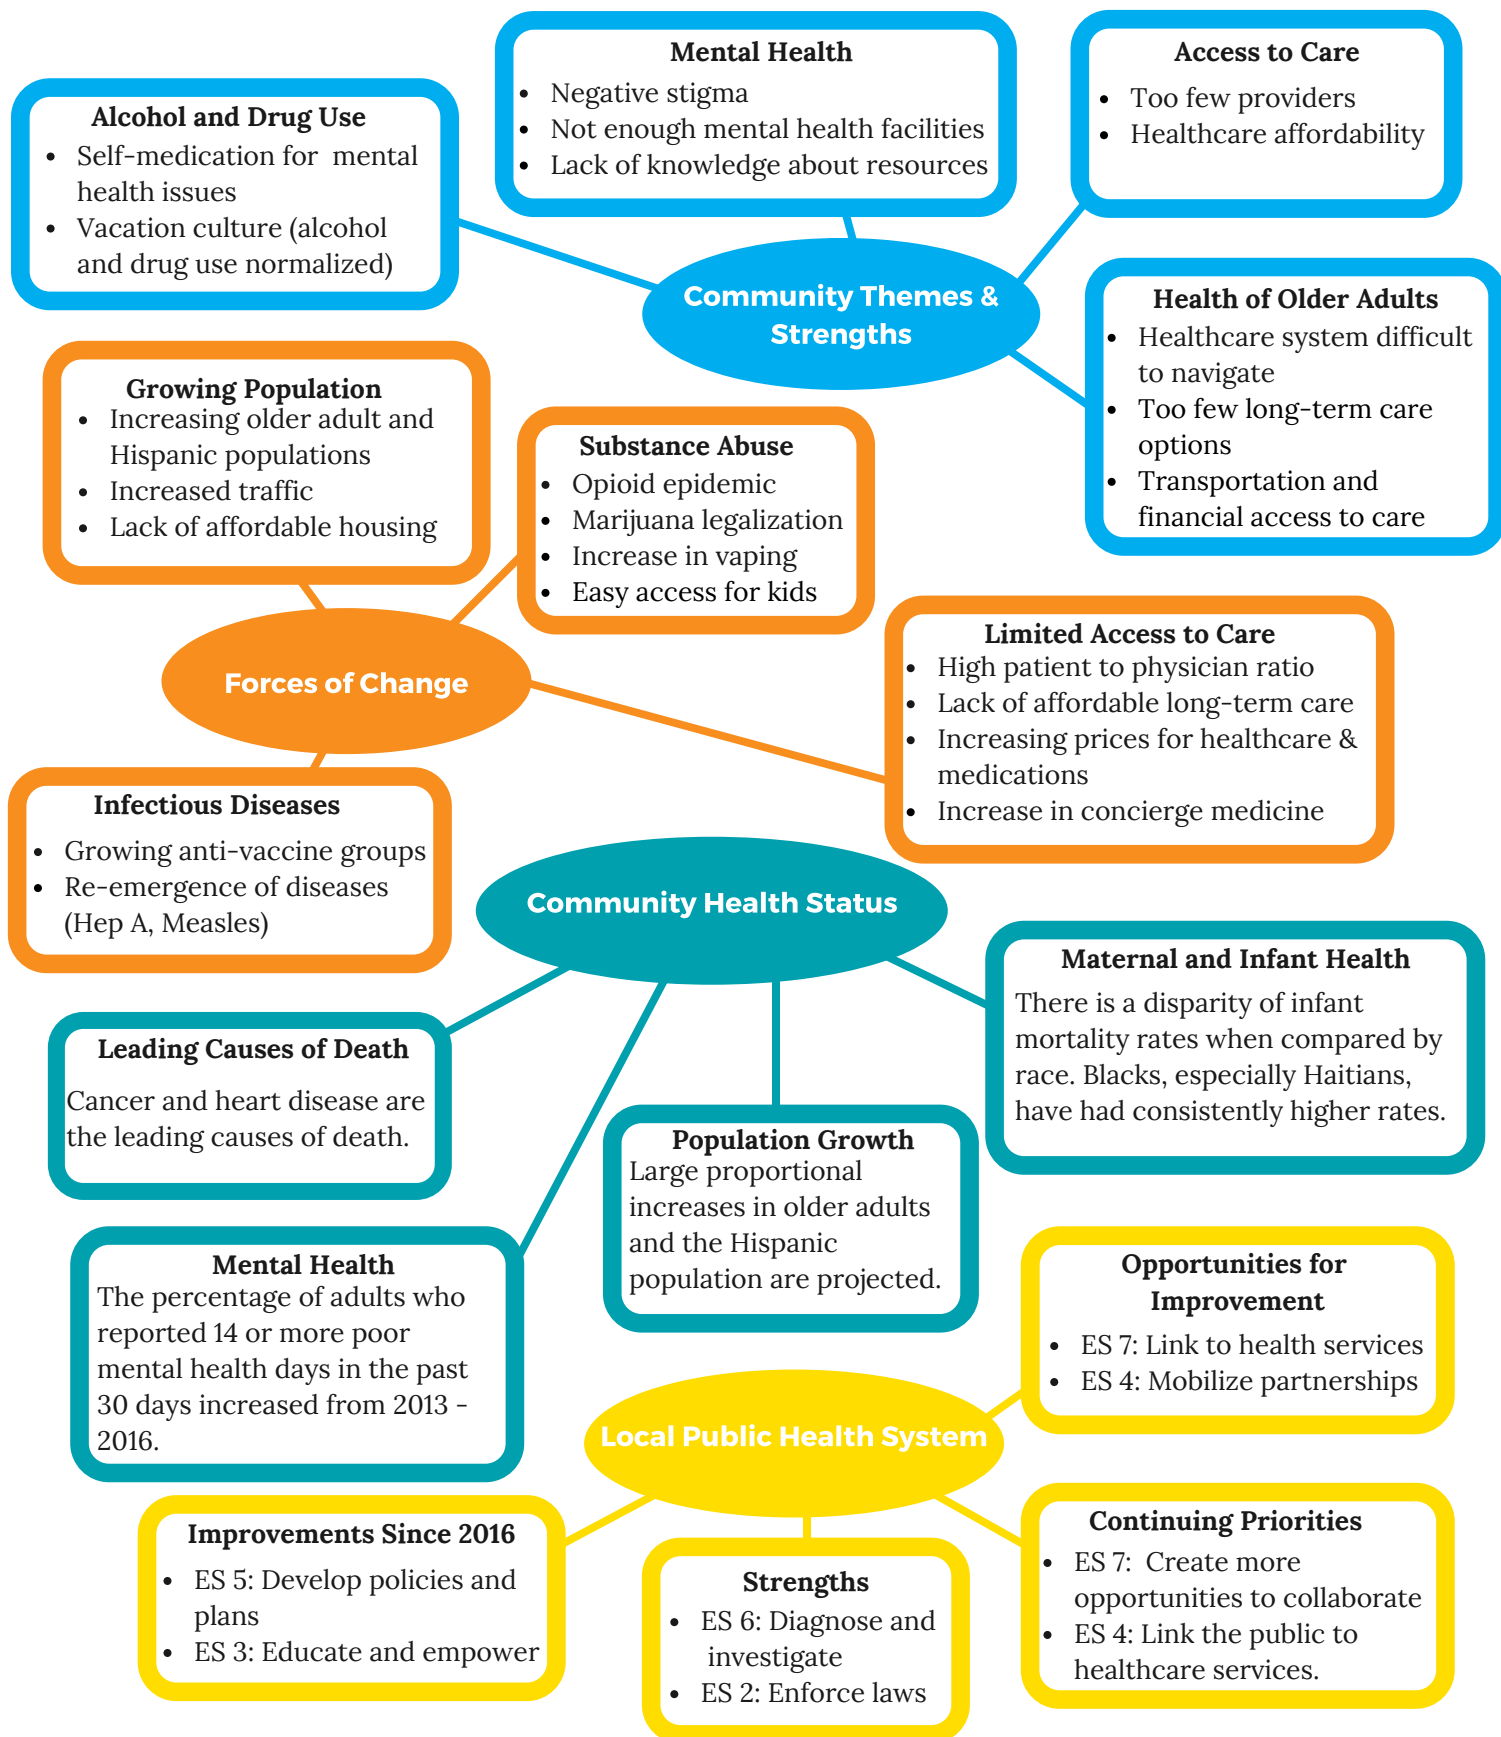 Mental Health
• Negative stigma
• Not enough mental health facilities
• Lack of knowledge about resources
Access to Care
• Too few providers
• Healthcare affordability
Alcohol and Drug Use
• Self-medication for mental
health issues
• Vacation culture (alcohol
and drug use normalized)
Community Themes &
Strengths
Health of Older Adults
• Healthcare system difficult
to navigate
• Too few long-term care
options
• Transportation and
financial access to care
Growing Population
• Increasing older adult and
Hispanic populations
• Increased traffic
• Lack of affordable housing
Substance Abuse
• Opioid epidemic
• Marijuana legalization
• Increase in vaping
• Easy access for kids
Forces of Change
Limited Access to Care
• High patient to physician ratio
• Lack of affordable long-term care
• Increasing prices for healthcare &
medications
• Increase in concierge medicine
Infectious Diseases
• Growing anti-vaccine groups
• Re-emergence of diseases
(Hep A, Measles)
Community Health Status
Maternal and Infant Health
There is a disparity of infant
mortality rates when compared by
race. Blacks, especially Haitians,
have had consistently higher rates.
Leading Causes of Death
Cancer and heart disease are
the leading causes of death.
Population Growth
Large proportional
increases in older adults
and the Hispanic
population are projected.
Mental Health
The percentage of adults who
reported 14 or more poor
mental health days in the past
30 days increased from 2013 -
2016.
Opportunities for
Improvement
• ES 7: Link to health services
• ES 4: Mobilize partnerships
Local Public Health System
Improvements Since 2016
• ES 5: Develop policies and
plans
• ES 3: Educate and empower
Strengths
• ES 6: Diagnose and
investigate
• ES 2: Enforce laws
Continuing Priorities
• ES 7: Create more
opportunities to collaborate
• ES 4: Link the public to
healthcare services.